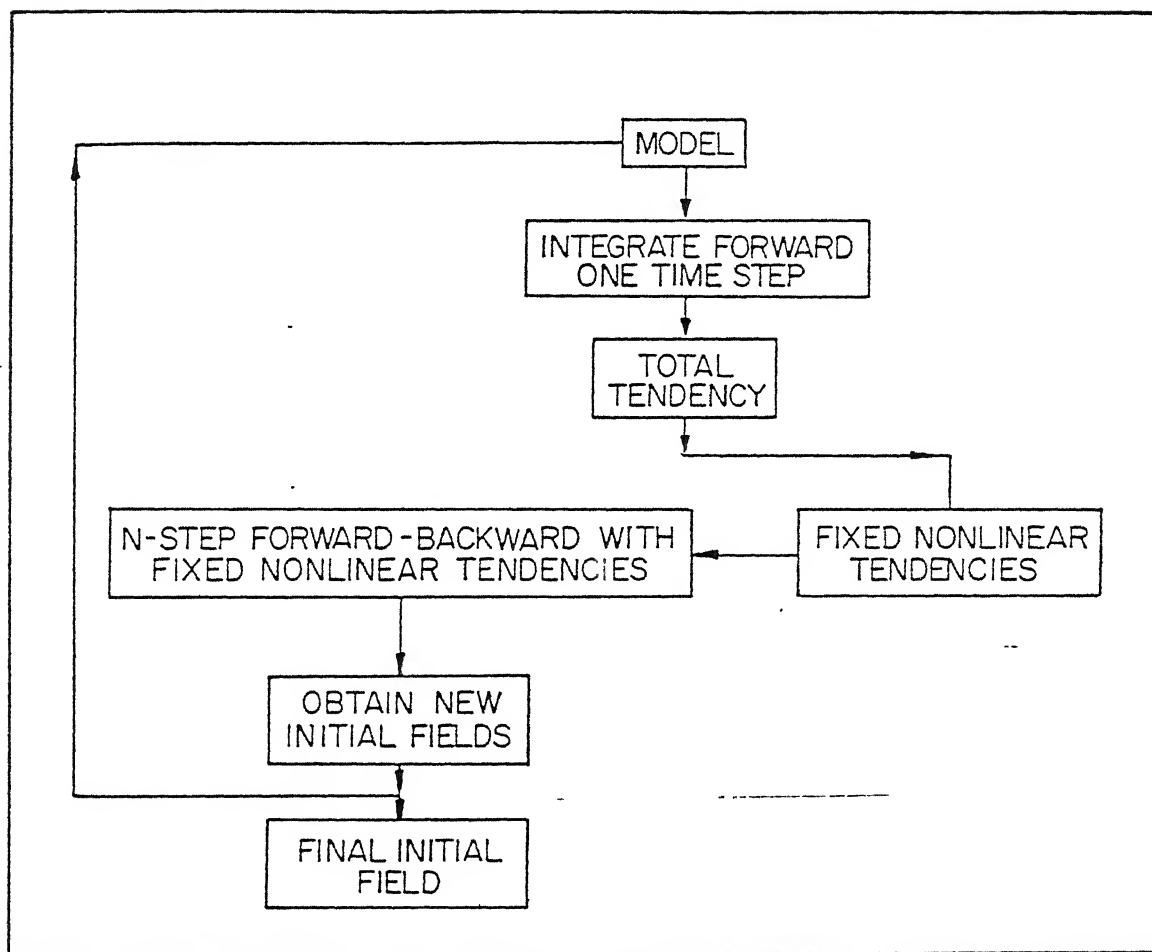 MODEL
INTEGRATE FORWARD
ONE TIME STEP
TOTAL
TENDENCY
FIXED NONLINEAR
TENDENCIES
N-STEP FORWARD-BACKWARD WITH
FIXED NONLINEAR TENDENCIES
OBTAIN NEW
INITIAL FIELDS
FINAL INITIAL
FIELD